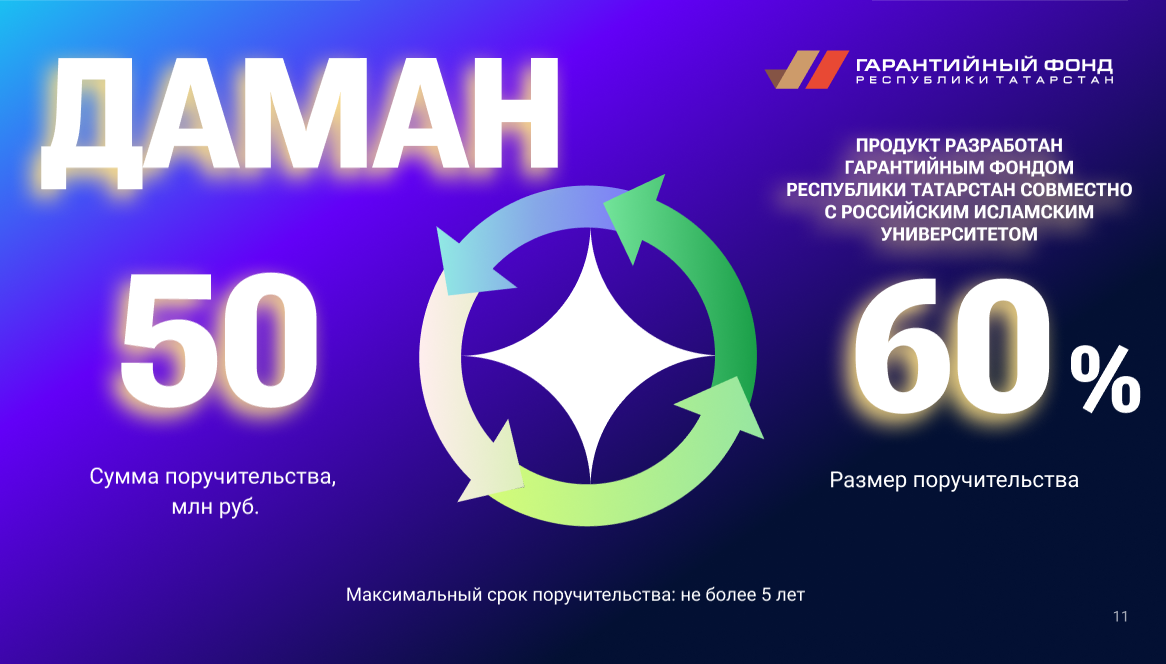 ДАМАН
ГАРАНТИЙНЫЙ ФОНД
РЕСПУБЛИКИ ТАТАРСТАН
ПРОДУКТ РАЗРАБОТАН
ГАРАНТИЙНЫМ ФОНДОМ
РЕСПУБЛИКИ ТАТАРСТАН СОВМЕСТНО
С РОССИЙСКИМ ИСЛАМСКИМ
УНИВЕРСИТЕТОМ
50
Сумма поручительства,
млн руб.
60 %
Размер поручительства
Максимальный срок поручительства: не более 5 лет
11